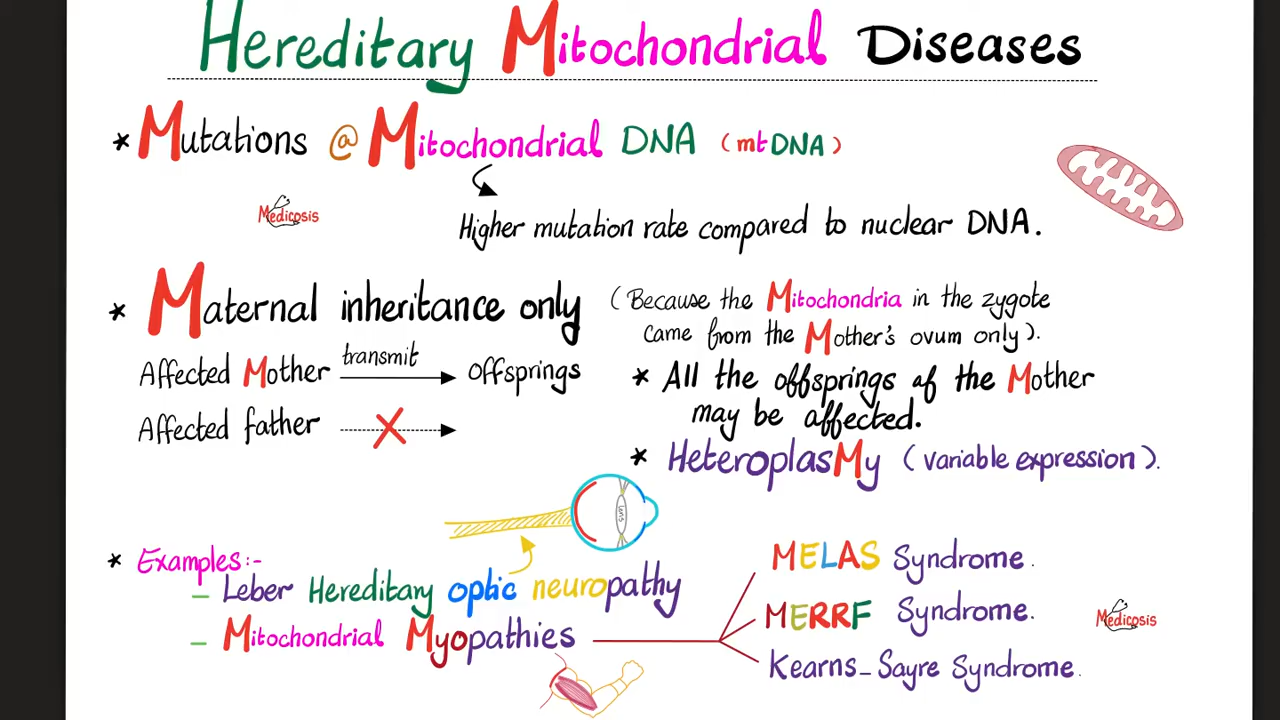 Hereditary Mitochondrial Diseases
* Mutations @ Mitochondrial DNA (mtDNA)
Medicosis
Higher mutation rate compared to nuclear DNA.
* Maternal inheritance only
(Because the Mitochondria in the zygote
came from the Mother's ovum only).
Affected Mother transmit offsprings
Affected father X
* All the offsprings of the Mother
may be affected.
* HeteroplasMy (variable expression).
Lens
* Examples:-
– Leber Hereditary optic neuropathy
– Mitochondrial Myopathies
MELAS Syndrome.
MERRF Syndrome.
Kearns-Sayre Syndrome.
Medicosis